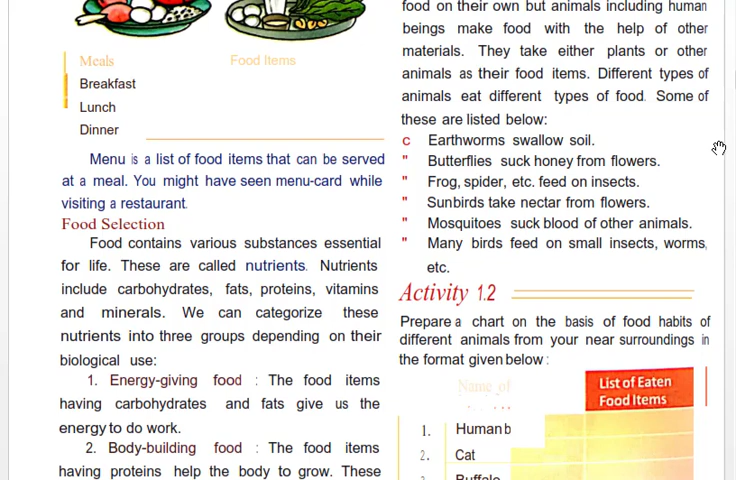 Meals
Food Items
Breakfast
Lunch
Dinner
Menu is a list of food items that can be served
at a meal. You might have seen menu-card while
visiting a restaurant.
Food Selection
Food contains various substances essential
for life. These are called nutrients. Nutrients
include carbohydrates, fats, proteins, vitamins
and minerals. We can categorize these
nutrients into three groups depending on their
biological use:
1. Energy-giving food : The food items
having carbohydrates and fats give us the
energy to do work.
2. Body-building food : The food items
having proteins help the body to grow. These
food on their own but animals including human
beings make food with the help of other
materials. They take either plants or other
animals as their food items. Different types of
animals eat different types of food. Some of
these are listed below:
c Earthworms swallow soil.
" Butterflies suck honey from flowers.
" Frog, spider, etc. feed on insects.
" Sunbirds take nectar from flowers.
" Mosquitoes suck blood of other animals.
" Many birds feed on small insects, worms,
etc.
Activity 1.2
Prepare a chart on the basis of food habits of
different animals from your near surroundings in
the format given below :
Name of
List of Eaten
Food Items
1. Human b
2. Cat
Buffalo